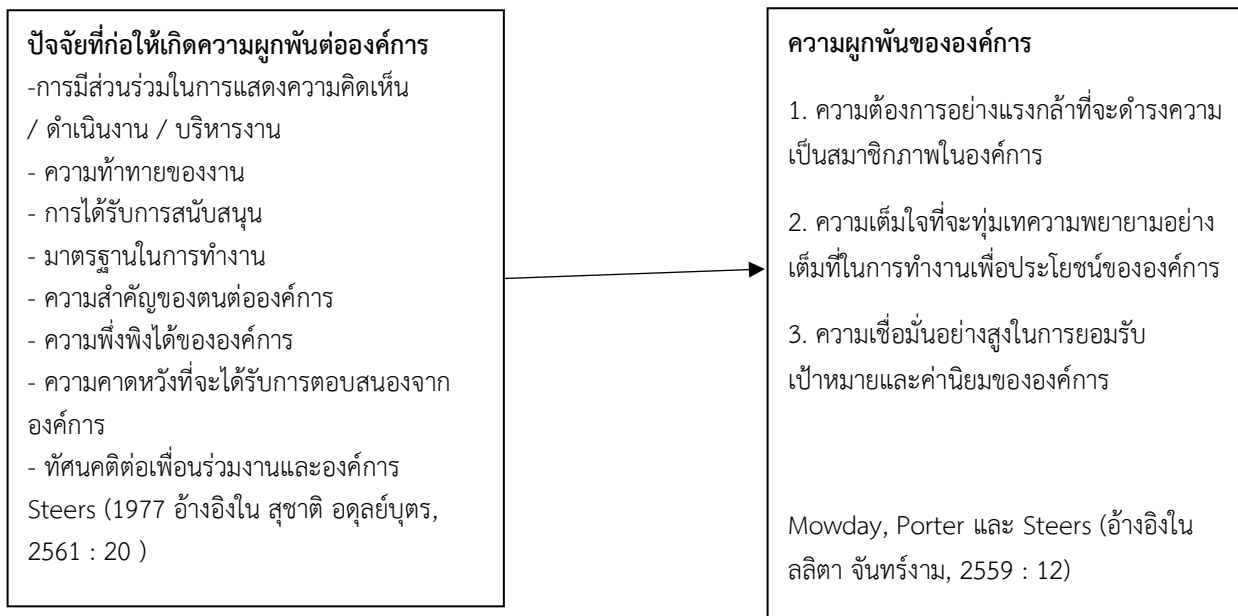 ปัจจัยที่ก่อให้เกิดความผูกพันต่อองค์การ
-การมีส่วนร่วมในการแสดงความคิดเห็น
/ ดำเนินงาน / บริหารงาน
- ความท้าทายของงาน
- การได้รับการสนับสนุน
- มาตรฐานในการทำงาน
- ความสำคัญของตนต่อองค์การ
- ความพึ่งพิงได้ขององค์การ
- ความคาดหวังที่จะได้รับการตอบสนองจาก
องค์การ
- ทัศนคติต่อเพื่อนร่วมงานและองค์การ
Steers (1977 อ้างอิงใน สุชาติ อดุลย์บุตร,
2561 : 20 )
ความผูกพันขององค์การ
1. ความต้องการอย่างแรงกล้าที่จะดำรงความ
เป็นสมาชิกภาพในองค์การ
2. ความเต็มใจที่จะทุ่มเทความพยายามอย่าง
เต็มที่ในการทำงานเพื่อประโยชน์ขององค์การ
3. ความเชื่อมั่นอย่างสูงในการยอมรับ
เป้าหมายและค่านิยมขององค์การ
Mowday, Porter และ Steers (อ้างอิงใน
ลลิตา จันทร์งาม, 2559 : 12)